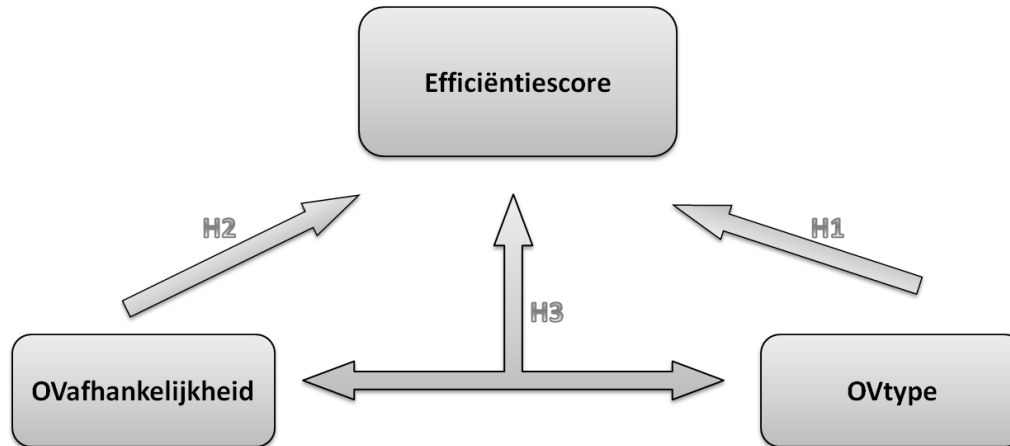 Efficiëntiescore
H2
H1
H3
OVafhankelijkheid
OVtype